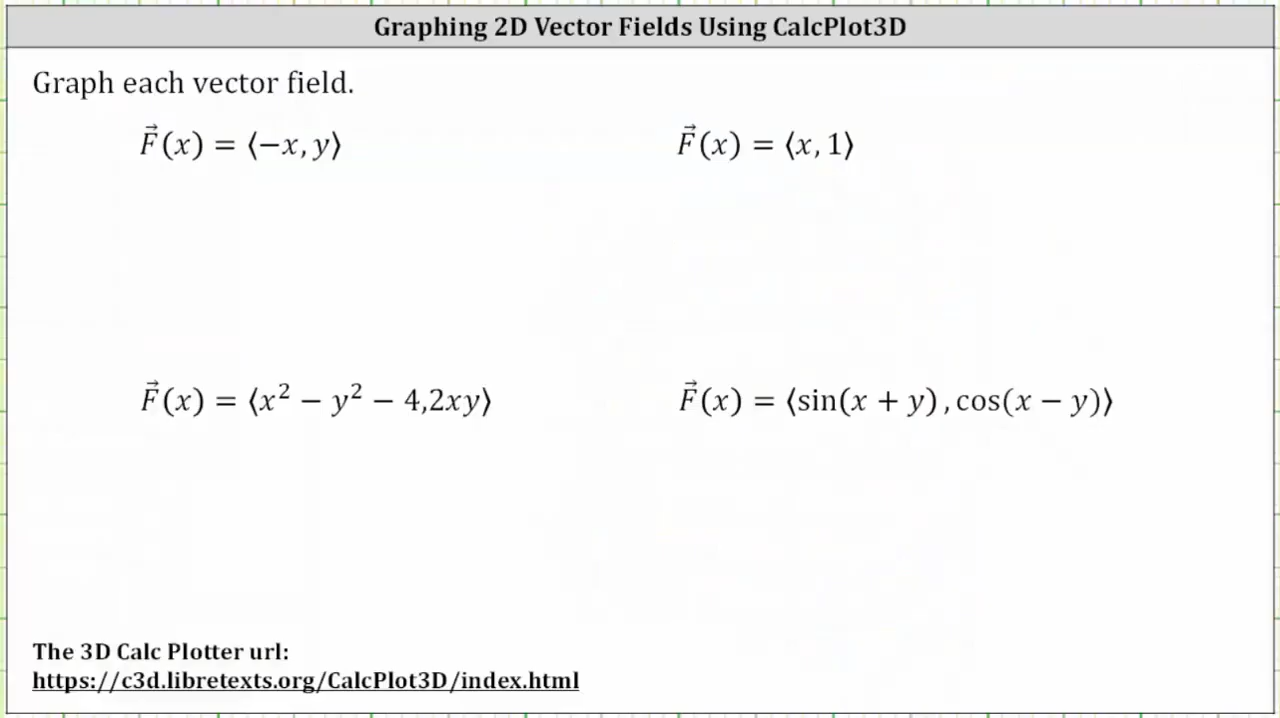 Graphing 2D Vector Fields Using CalcPlot3D
Graph each vector field.
F⃗(x) = ⟨−x, y⟩
F⃗(x) = ⟨x, 1⟩
F⃗(x) = ⟨x² − y² − 4,2xy⟩
F⃗(x) = ⟨sin(x + y) , cos(x − y)⟩
The 3D Calc Plotter url:
https://c3d.libretexts.org/CalcPlot3D/index.html